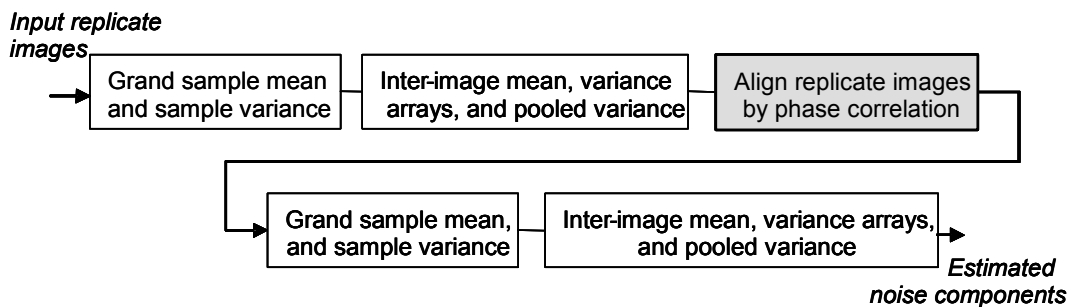 Input replicate
images
Grand sample mean
and sample variance
Inter-image mean, variance
arrays, and pooled variance
Align replicate images
by phase correlation
Grand sample mean,
and sample variance
Inter-image mean, variance arrays,
and pooled variance
Estimated
noise components